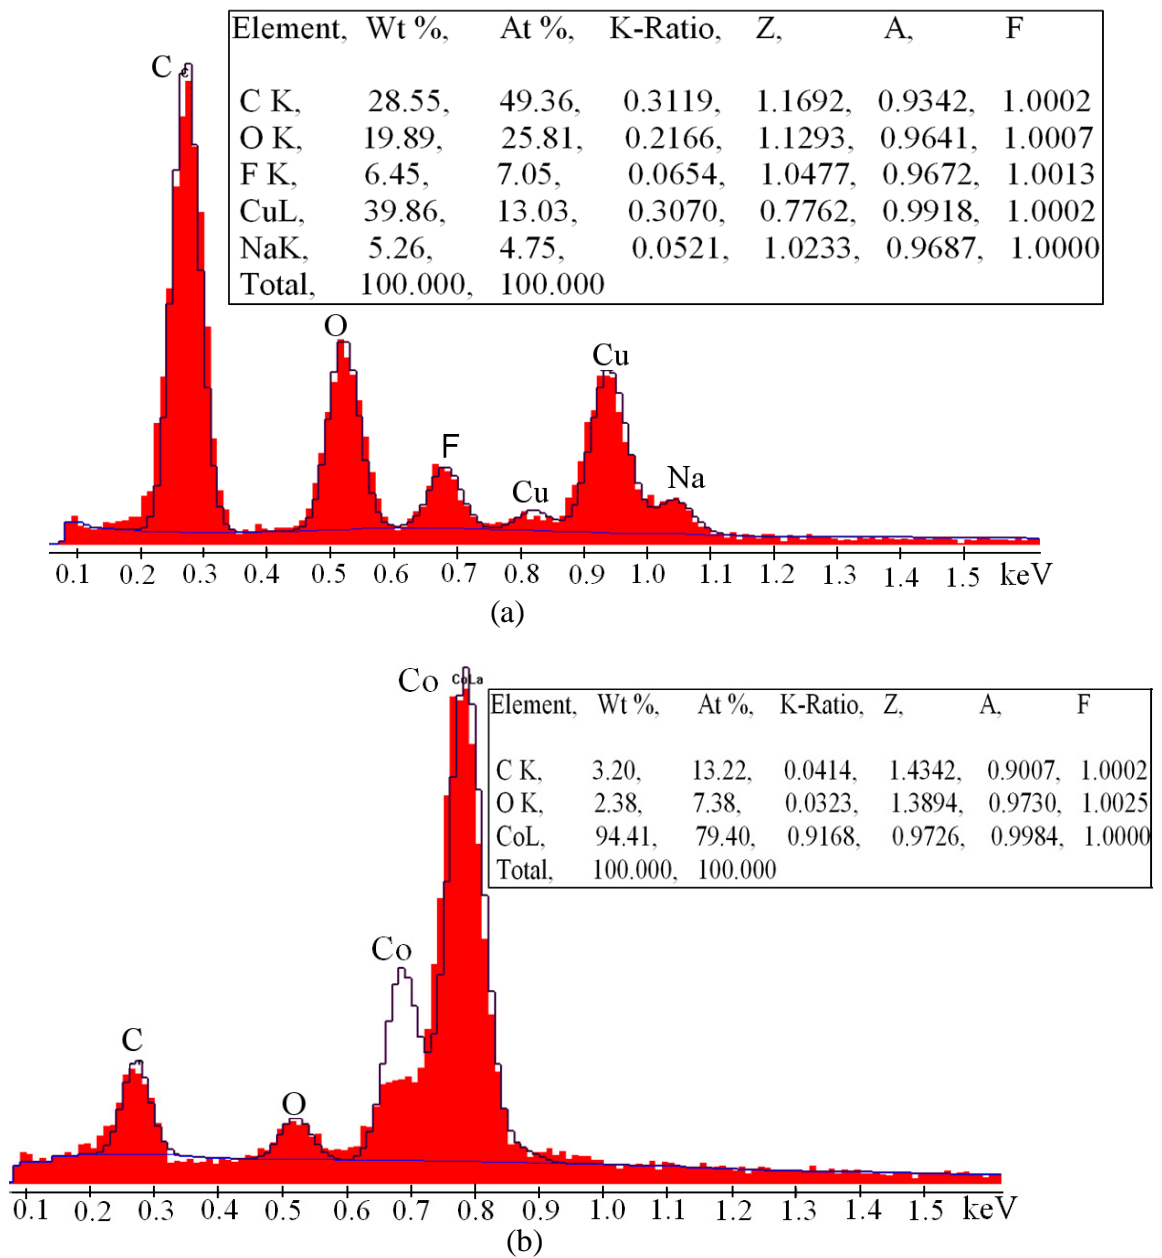 Element, Wt %, At %, K-Ratio, Z, A, F
C K, 28.55, 49.36, 0.3119, 1.1692, 0.9342, 1.0002
O K, 19.89, 25.81, 0.2166, 1.1293, 0.9641, 1.0007
F K, 6.45, 7.05, 0.0654, 1.0477, 0.9672, 1.0013
CuL, 39.86, 13.03, 0.3070, 0.7762, 0.9918, 1.0002
NaK, 5.26, 4.75, 0.0521, 1.0233, 0.9687, 1.0000
Total, 100.000, 100.000
C C
O
F
Cu
Cu
Na
0.1 0.2 0.3 0.4 0.5 0.6 0.7 0.8 0.9 1.0 1.1 1.2 1.3 1.4 1.5 keV
(a)
Co CoLa
Element, Wt %, At %, K-Ratio, Z, A, F
C K, 3.20, 13.22, 0.0414, 1.4342, 0.9007, 1.0002
O K, 2.38, 7.38, 0.0323, 1.3894, 0.9730, 1.0025
CoL, 94.41, 79.40, 0.9168, 0.9726, 0.9984, 1.0000
Total, 100.000, 100.000
Co
C
O
0.1 0.2 0.3 0.4 0.5 0.6 0.7 0.8 0.9 1.0 1.1 1.2 1.3 1.4 1.5 keV
(b)